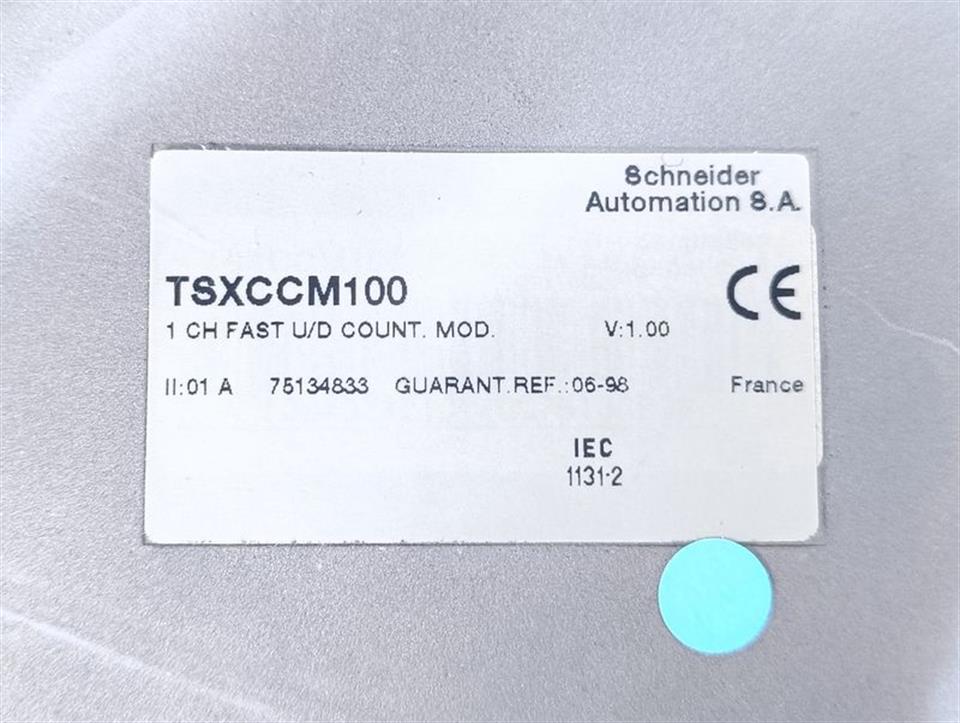 Schneider
Automation S.A.
TSXCCM100
CE
1 CH FAST U/D COUNT. MOD. V:1.00
II:01 A 75134833 GUARANT.REF.:06-98 France
IEC
1131-2